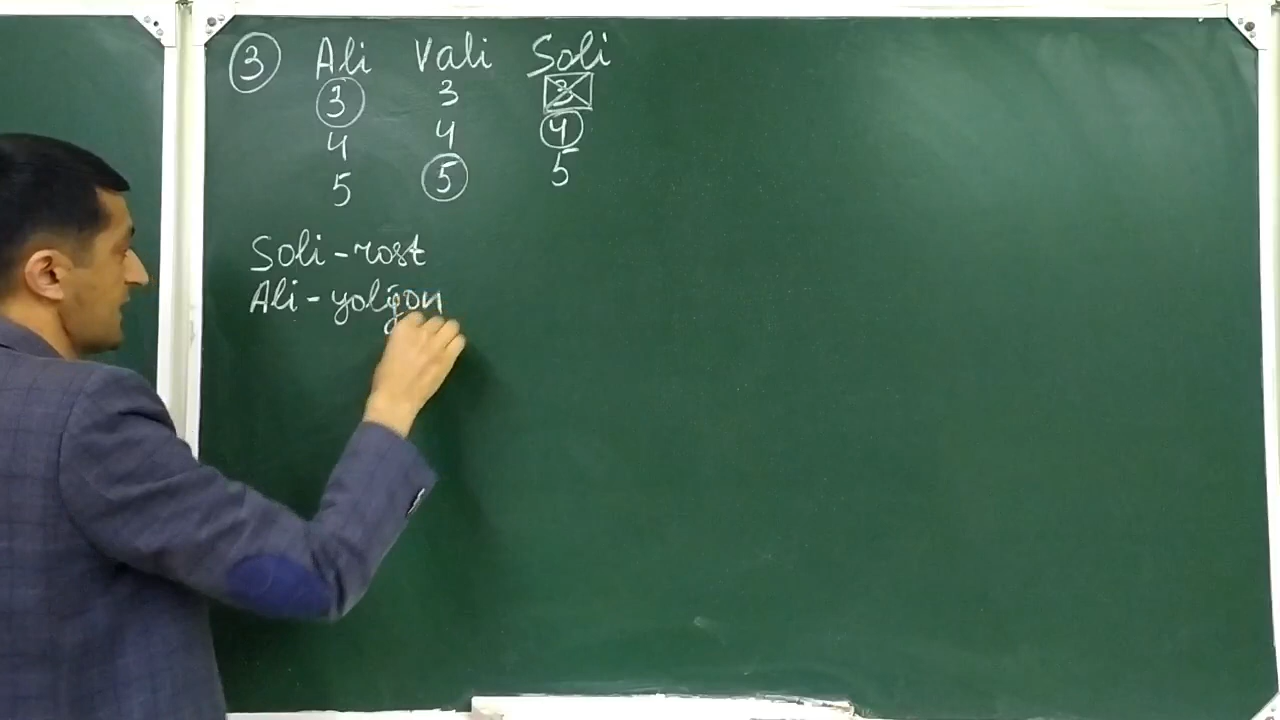 3 Ali Vali Soli
3 3 3
4 4 4
5 5 5
Soli - rost
Ali - yolg̃on